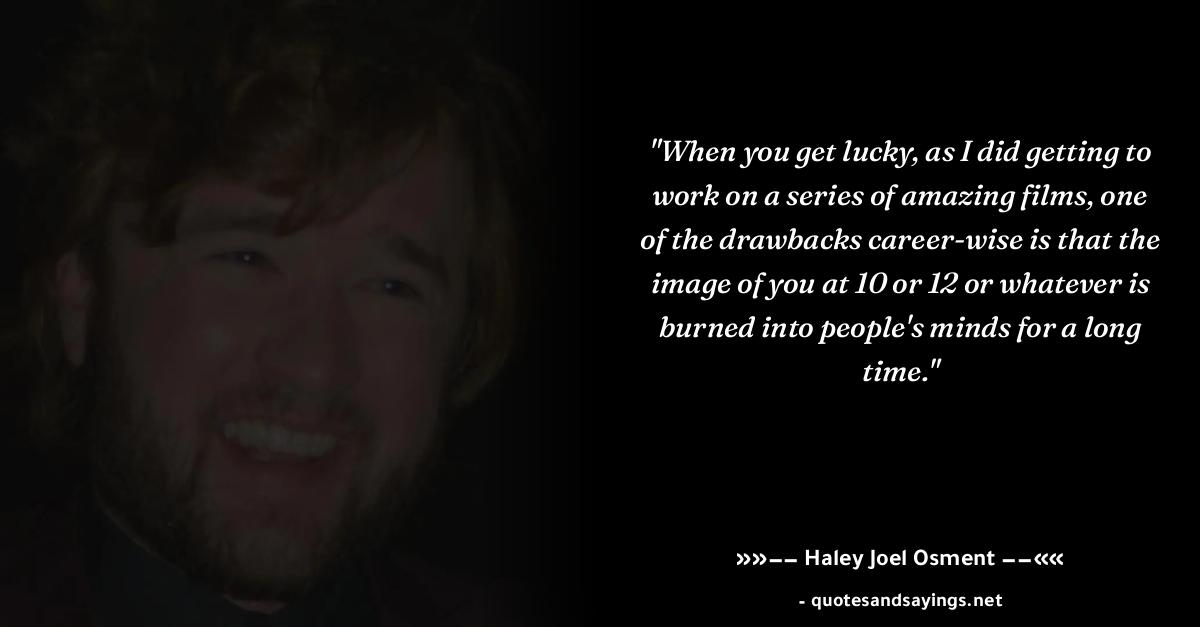 "When you get lucky, as I did getting to
work on a series of amazing films, one
of the drawbacks career-wise is that the
image of you at 10 or 12 or whatever is
burned into people's minds for a long
time."
»»−− Haley Joel Osment −−««
- quotesandsayings.net